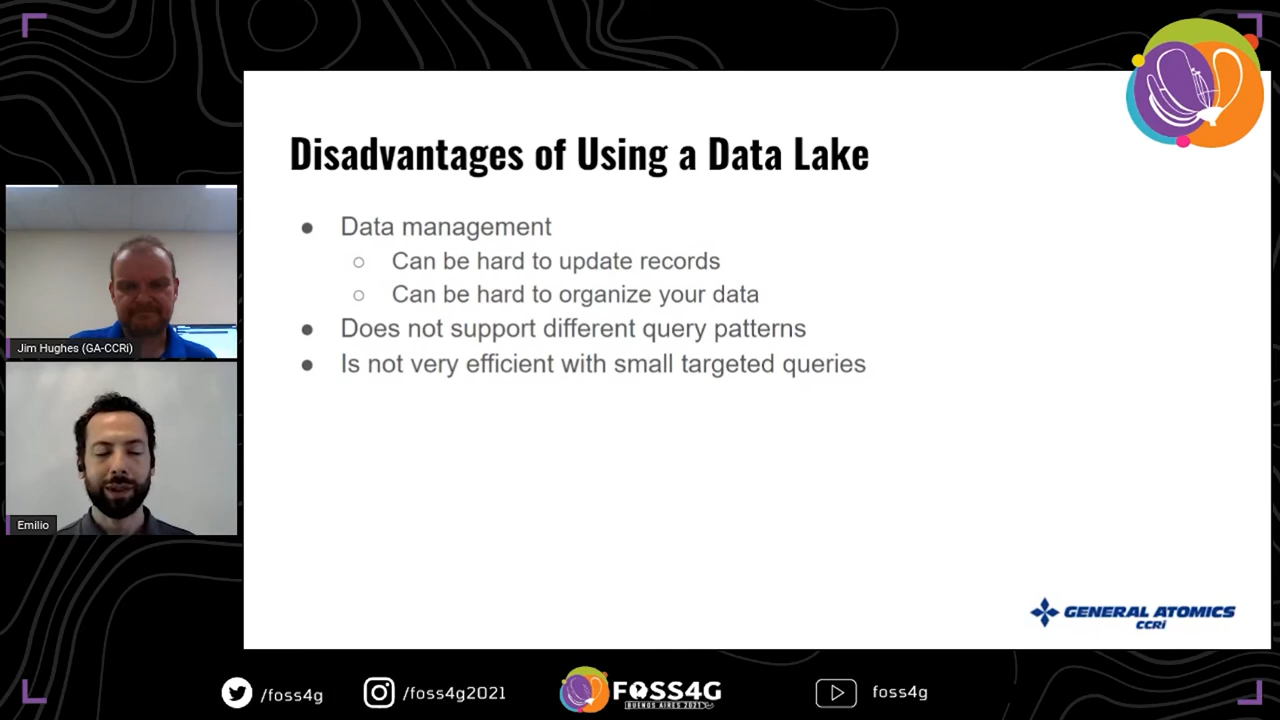 Disadvantages of Using a Data Lake
● Data management
○ Can be hard to update records
○ Can be hard to organize your data
● Does not support different query patterns
● Is not very efficient with small targeted queries
Jim Hughes (GA-CCRi)
Emilio
GENERAL ATOMICS
CCRi
/foss4g
/foss4g2021
FOSS4G
BUENOS AIRES 2021
foss4g